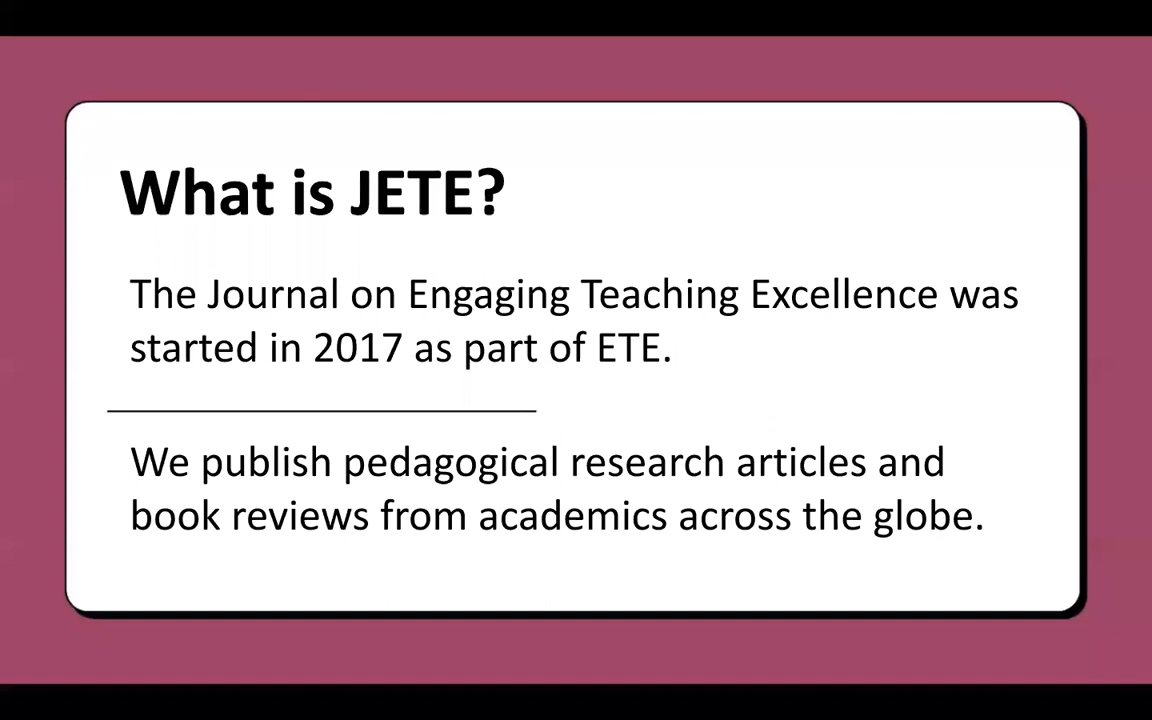 What is JETE?
The Journal on Engaging Teaching Excellence was
started in 2017 as part of ETE.
We publish pedagogical research articles and
book reviews from academics across the globe.